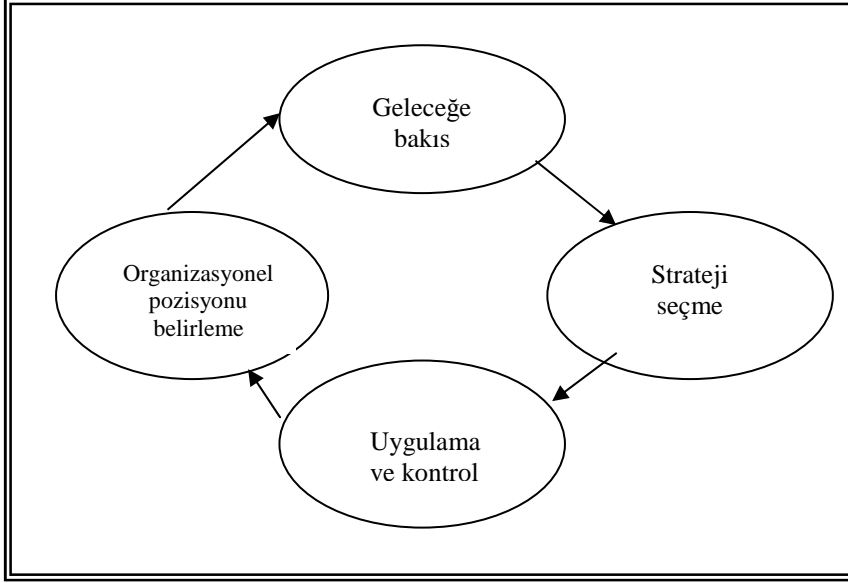 Geleceğe
bakıs
Strateji
seçme
Organizasyonel
pozisyonu
belirleme
Uygulama
ve kontrol